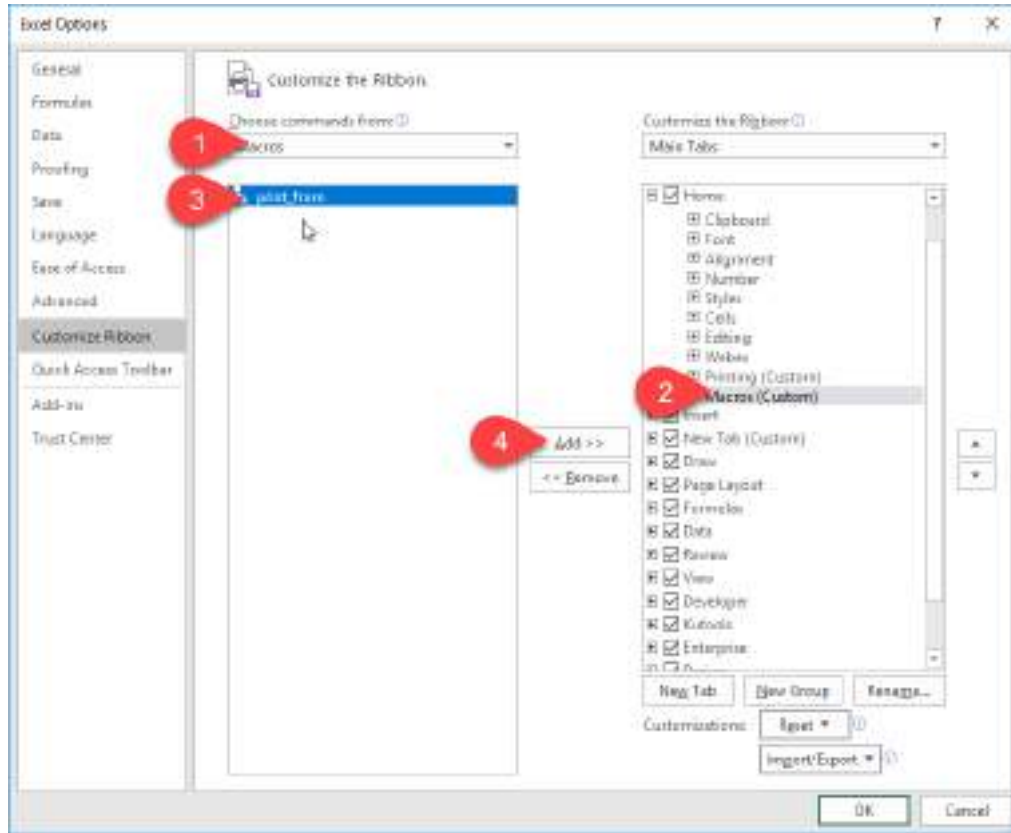 Excel Options
General
Formulas
Data
Proofing
Save
Language
Ease of Access
Advanced
Customize Ribbon
Quick Access Toolbar
Add-ins
Trust Center
Customize the Ribbon.
Choose commands from:
1
Macros
3
print_from
4
Add >>
<< Remove
Customize the Ribbon:
Main Tabs
Home
Clipboard
Font
Alignment
Number
Styles
Cells
Editing
Webex
Printing (Custom)
2
Macros (Custom)
Insert
New Tab (Custom)
Draw
Page Layout
Formulas
Data
Review
View
Developer
Kutools
Enterprise
New Tab
New Group
Rename...
Customizations:
Reset
Import/Export
OK
Cancel